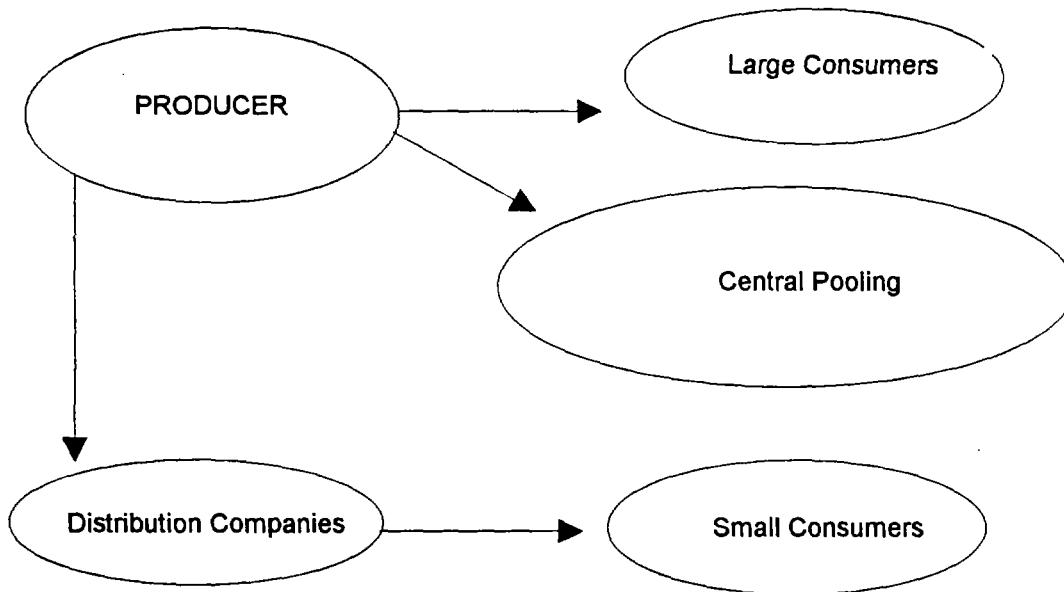 PRODUCER
Large Consumers
Central Pooling
Distribution Companies
Small Consumers